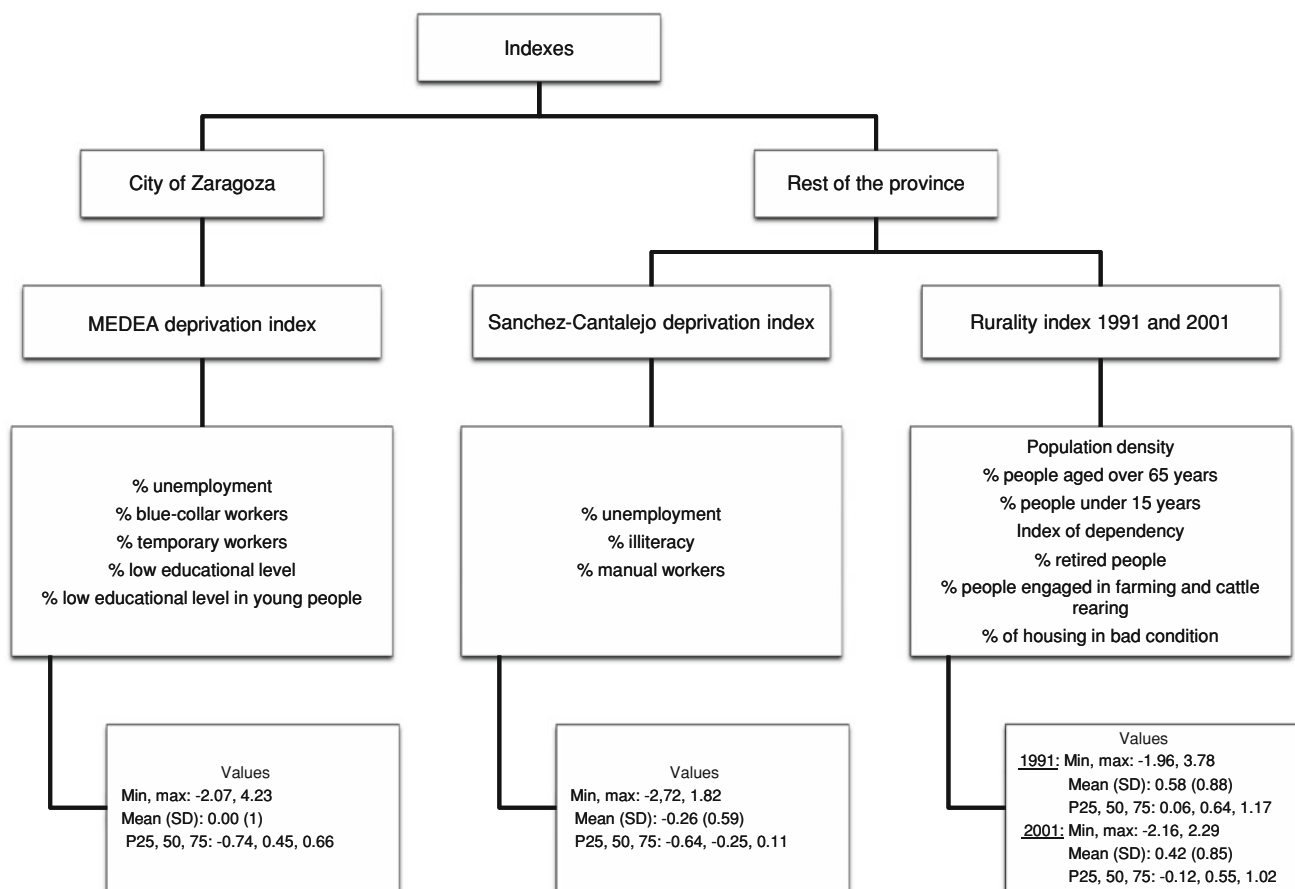 Indexes
City of Zaragoza
Rest of the province
MEDEA deprivation index
Sanchez-Cantalejo deprivation index
Rurality index 1991 and 2001
% unemployment
% blue-collar workers
% temporary workers
% low educational level
% low educational level in young people
% unemployment
% illiteracy
% manual workers
Population density
% people aged over 65 years
% people under 15 years
Index of dependency
% retired people
% people engaged in farming and cattle
rearing
% of housing in bad condition
Values
Min, max: -2.07, 4.23
Mean (SD): 0.00 (1)
P25, 50, 75: -0.74, 0.45, 0.66
Values
Min, max: -2,72, 1.82
Mean (SD): -0.26 (0.59)
P25, 50, 75: -0.64, -0.25, 0.11
Values
1991: Min, max: -1.96, 3.78
Mean (SD): 0.58 (0.88)
P25, 50, 75: 0.06, 0.64, 1.17
2001: Min, max: -2.16, 2.29
Mean (SD): 0.42 (0.85)
P25, 50, 75: -0.12, 0.55, 1.02